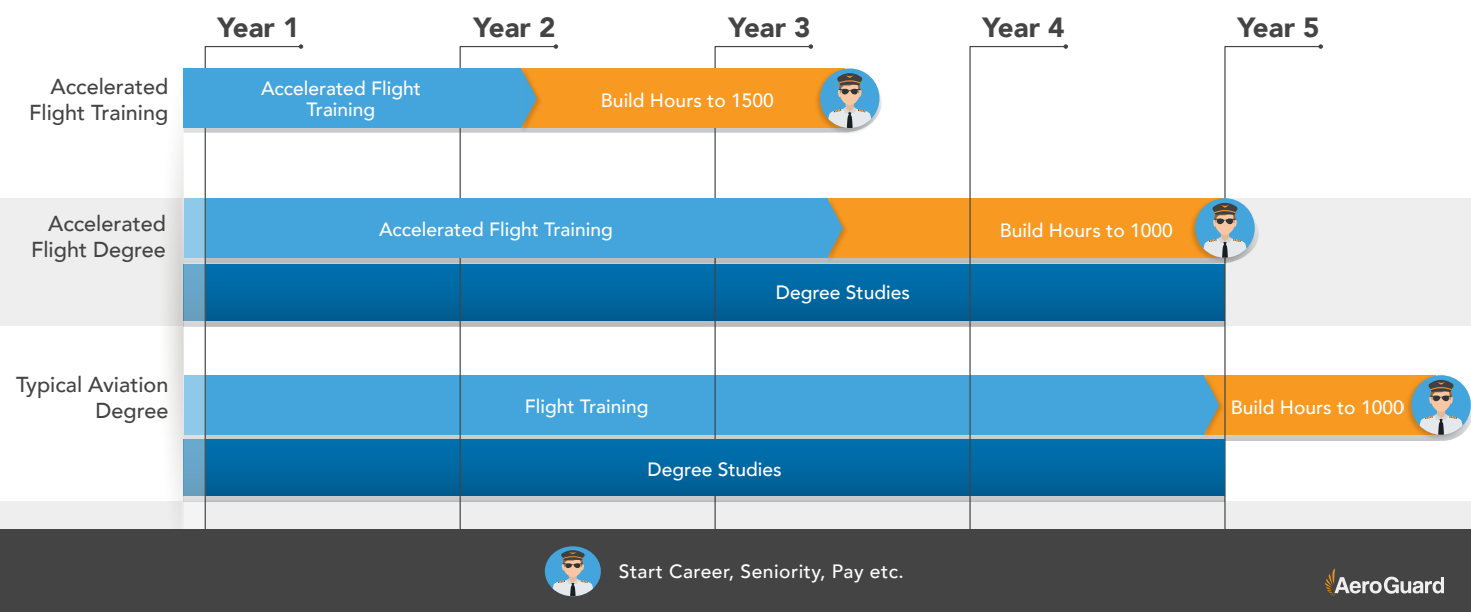 Year 1
Year 2
Year 3
Year 4
Year 5
Accelerated
Flight Training
Accelerated Flight
Training
Build Hours to 1500
Accelerated
Flight Degree
Accelerated Flight Training
Build Hours to 1000
Degree Studies
Typical Aviation
Degree
Flight Training
Build Hours to 1000
Degree Studies
Start Career, Seniority, Pay etc.
AeroGuard